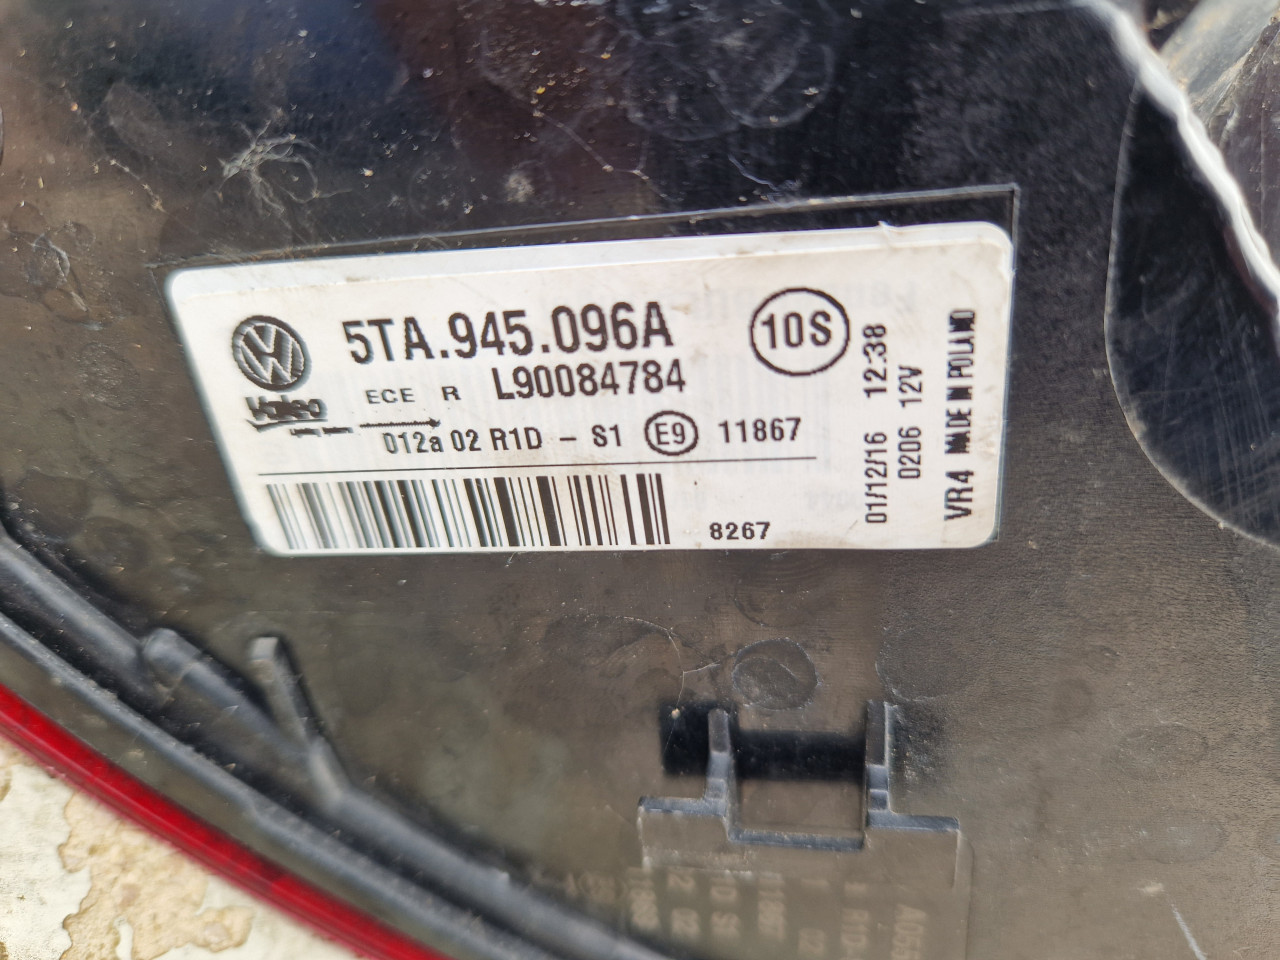 5TA.945.096A
10S
Valeo
ECE R L90084784
012a 02 R1D - S1 E9 11867
8267
01/12/16 12:38
0206 12V
VR4 MADE IN POLAND